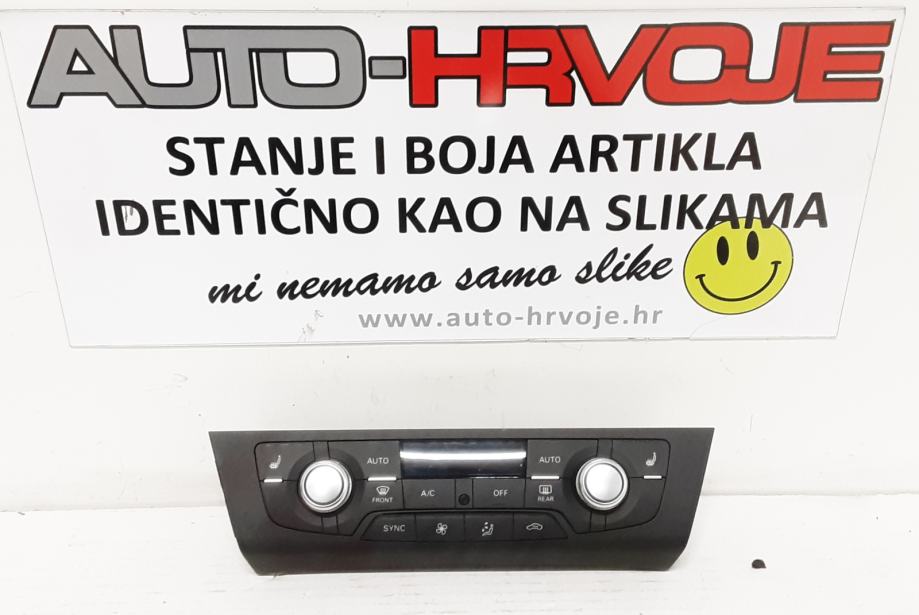 AUTO-HRVOJE
STANJE I BOJA ARTIKLA
IDENTIČNO KAO NA SLIKAMA
mi nemamo samo slike
www.auto-hrvoje.hr
AUTO AUTO
FRONT A/C OFF REAR
SYNC